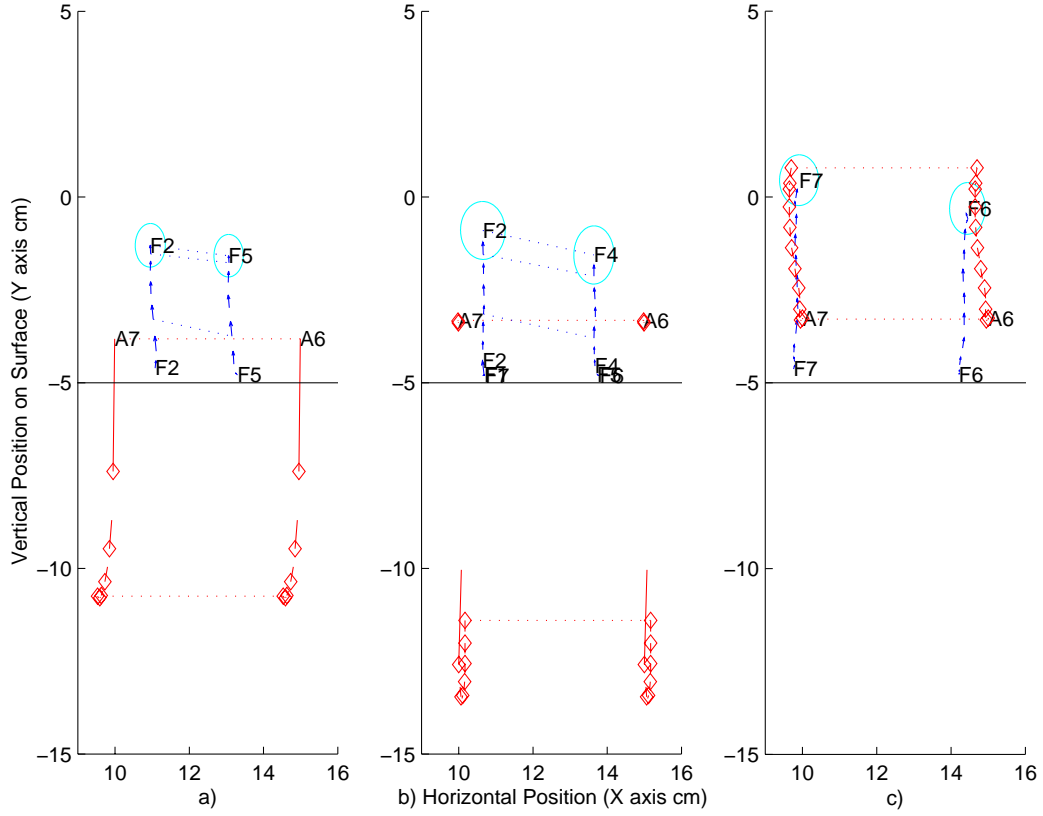 Vertical Position on Surface (Y axis cm)
5
0
−5
−10
−15
10
12
14
16
a)
F2
F5
A7
A6
F2
F5
5
0
−5
−10
−15
10
12
14
16
b) Horizontal Position (X axis cm)
F2
F4
A7
A6
F2
F4
F7
F6
5
0
−5
−10
−15
10
12
14
16
c)
F7
F6
A7
A6
F7
F6